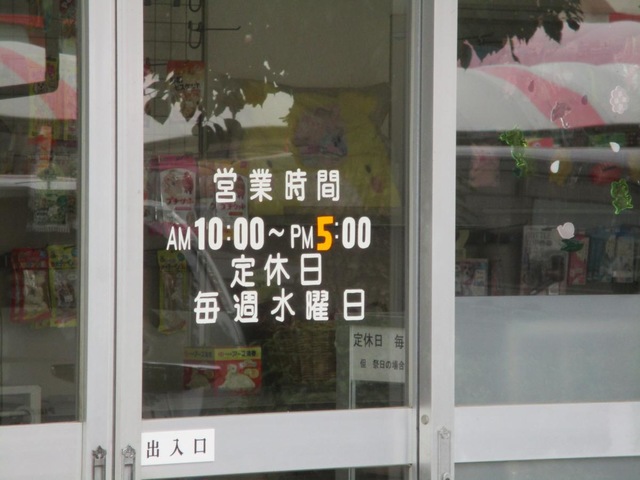 営業時間
AM10:00～PM5:00
定休日
毎週水曜日
定休日 毎
祭日の場合
出入口